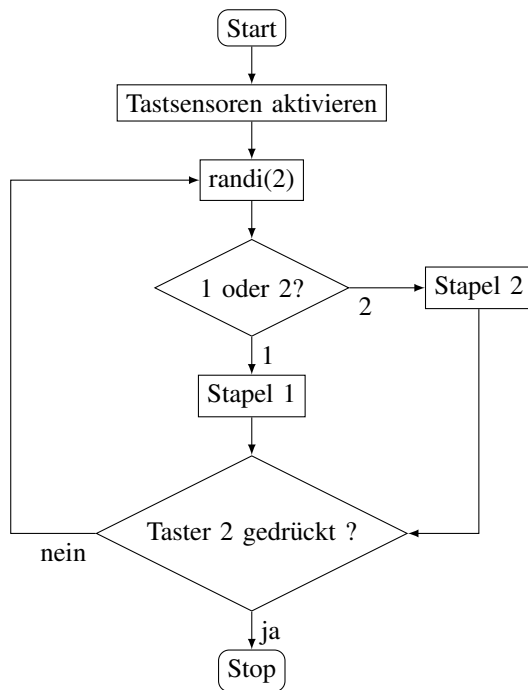 Start
Tastsensoren aktivieren
randi(2)
1 oder 2?
2
Stapel 2
1
Stapel 1
Taster 2 gedrückt ?
nein
ja
Stop